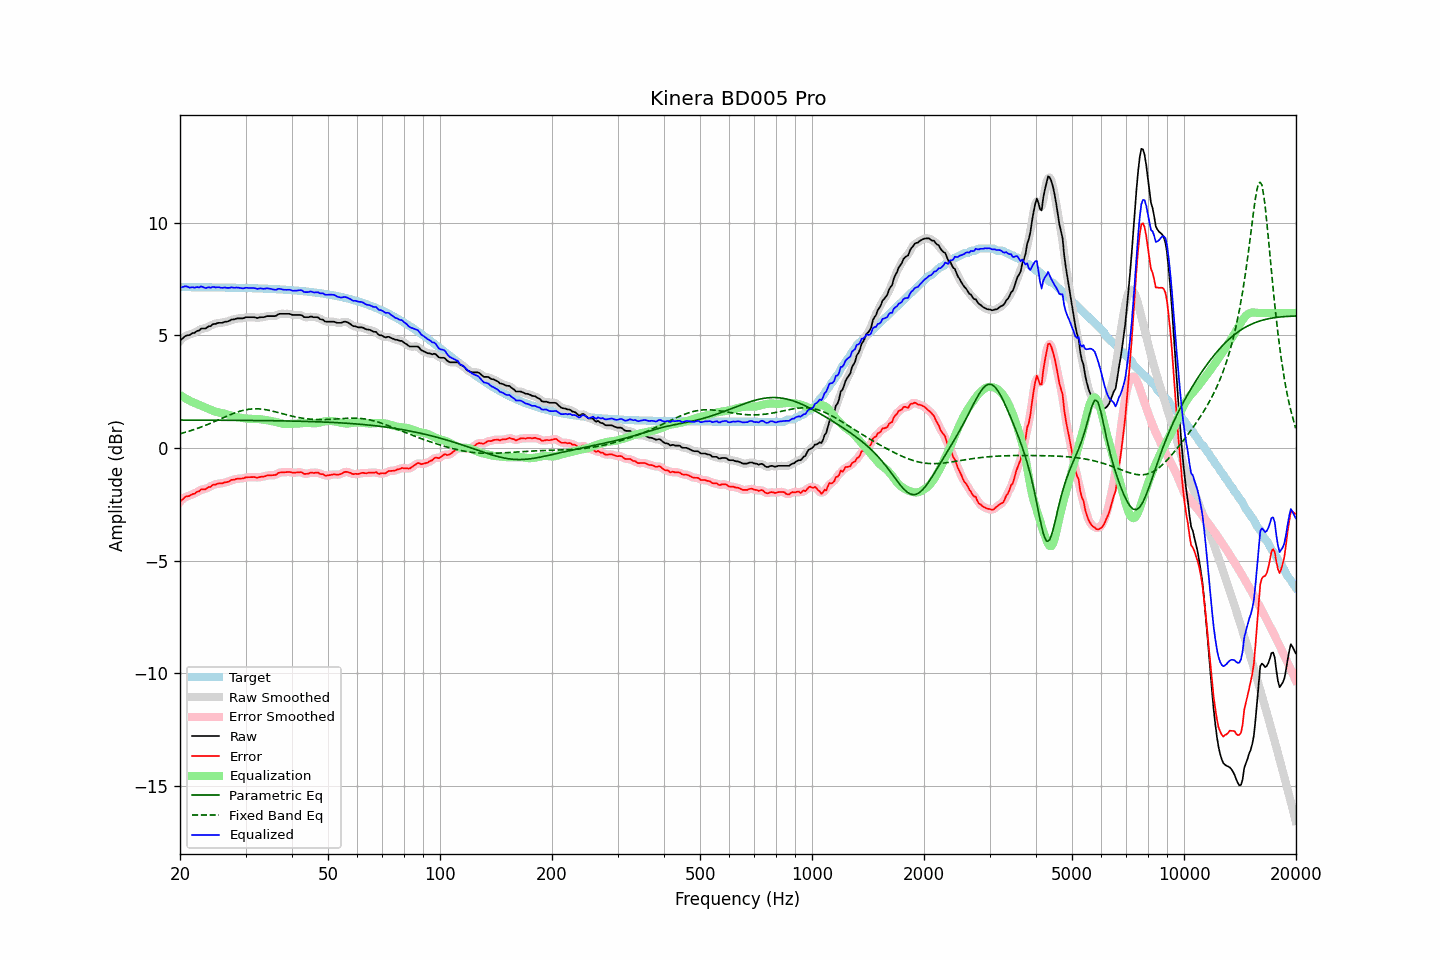 Kinera BD005 Pro
Amplitude (dBr)
10
5
0
−5
−10
−15
Target
Raw Smoothed
Error Smoothed
Raw
Error
Equalization
Parametric Eq
Fixed Band Eq
Equalized
20 50 100 200 500 1000 2000 5000 10000 20000
Frequency (Hz)